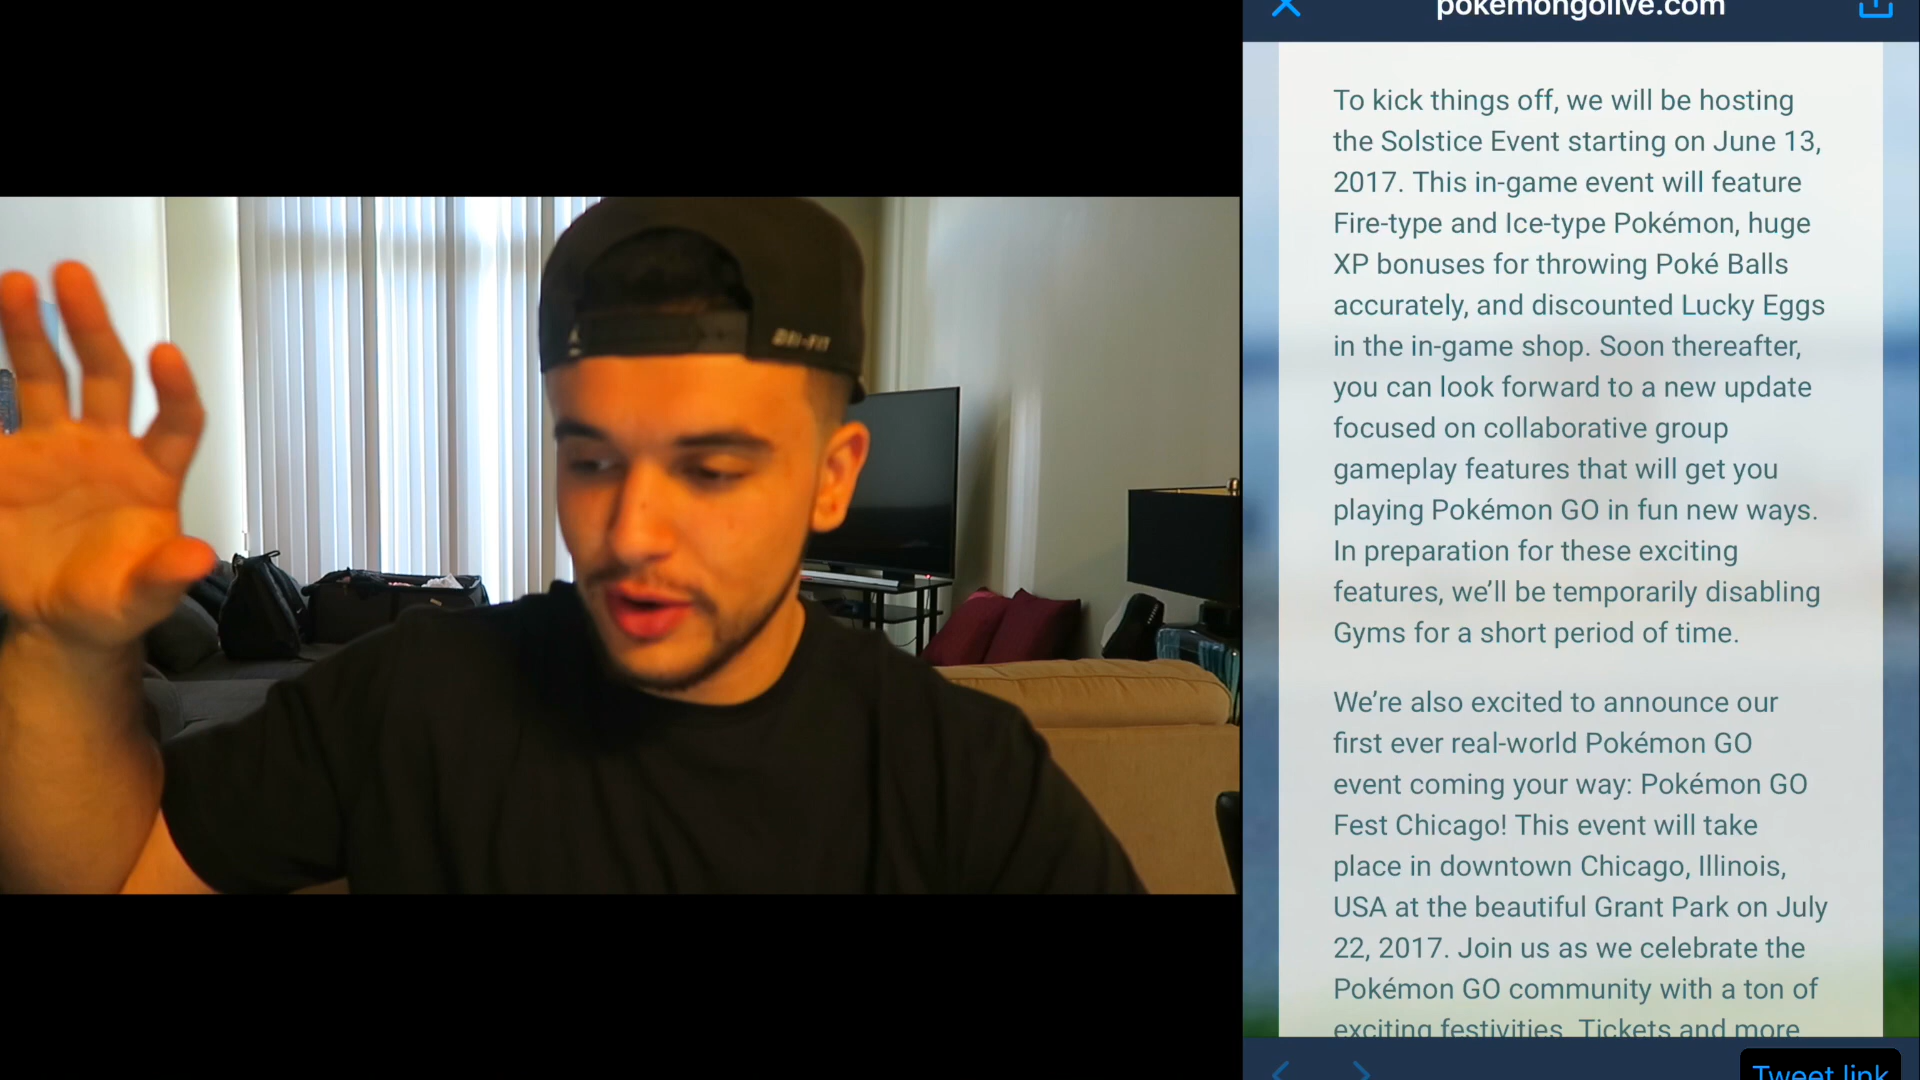 pokemongolive.com
To kick things off, we will be hosting
the Solstice Event starting on June 13,
2017. This in-game event will feature
Fire-type and Ice-type Pokémon, huge
XP bonuses for throwing Poké Balls
accurately, and discounted Lucky Eggs
in the in-game shop. Soon thereafter,
you can look forward to a new update
focused on collaborative group
gameplay features that will get you
playing Pokémon GO in fun new ways.
In preparation for these exciting
features, we’ll be temporarily disabling
Gyms for a short period of time.
We’re also excited to announce our
first ever real-world Pokémon GO
event coming your way: Pokémon GO
Fest Chicago! This event will take
place in downtown Chicago, Illinois,
USA at the beautiful Grant Park on July
22, 2017. Join us as we celebrate the
Pokémon GO community with a ton of
exciting festivities. Tickets and more
Tweet link
DRI-FIT